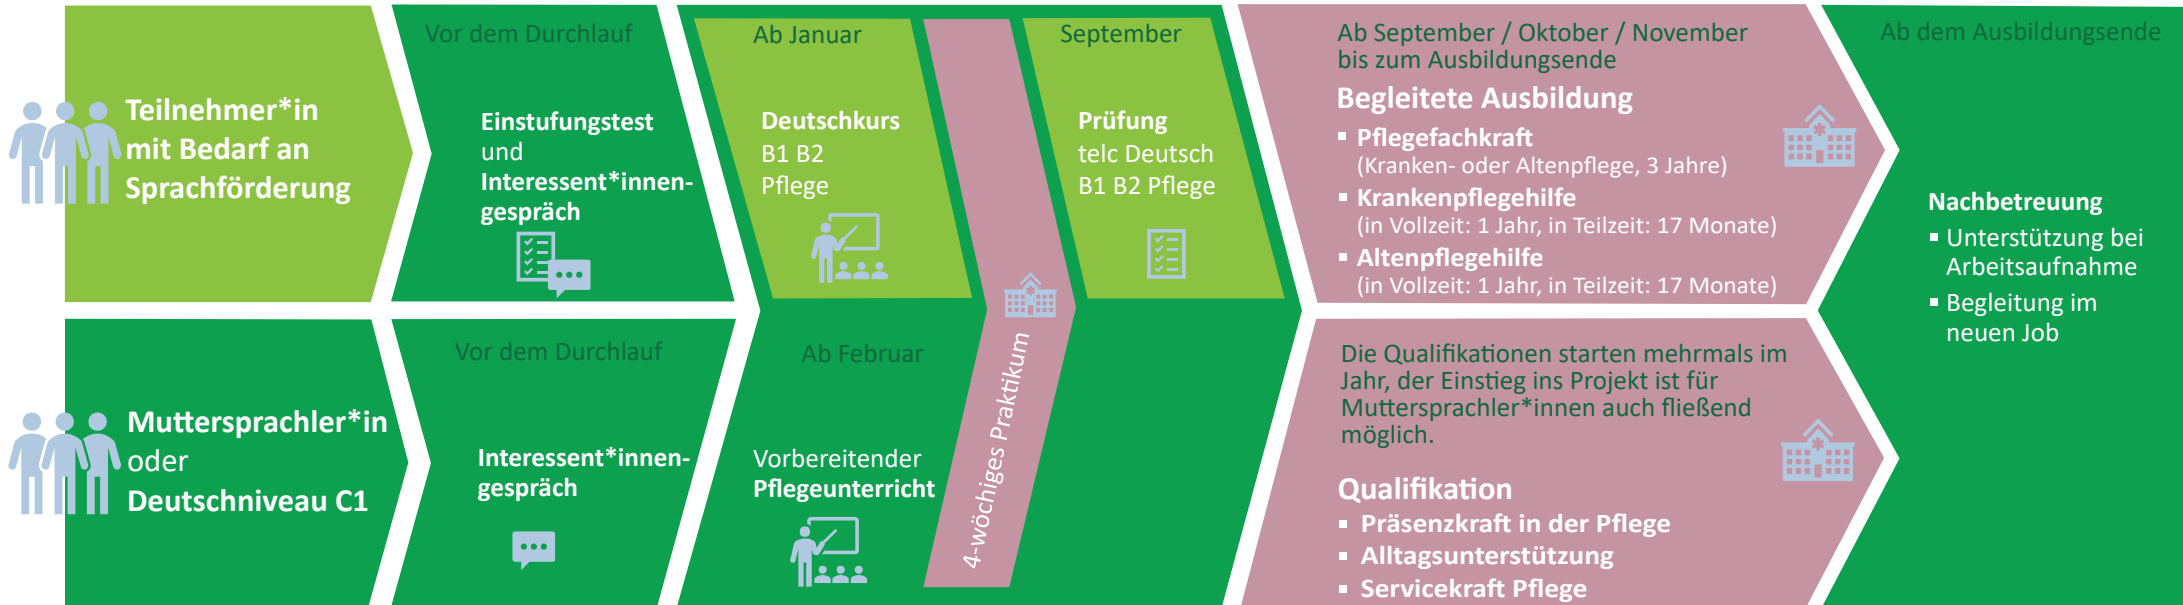 Teilnehmer*in
mit Bedarf an
Sprachförderung
Vor dem Durchlauf
Einstufungstest
und
Interessent*innen-
gespräch
Ab Januar
Deutschkurs
B1 B2
Pflege
September
Prüfung
telc Deutsch
B1 B2 Pflege
Ab September / Oktober / November
bis zum Ausbildungsende
Begleitete Ausbildung
▪ Pflegefachkraft
(Kranken- oder Altenpflege, 3 Jahre)
▪ Krankenpflegehilfe
(in Vollzeit: 1 Jahr, in Teilzeit: 17 Monate)
▪ Altenpflegehilfe
(in Vollzeit: 1 Jahr, in Teilzeit: 17 Monate)
Ab dem Ausbildungsende
Nachbetreuung
▪ Unterstützung bei
Arbeitsaufnahme
▪ Begleitung im
neuen Job
Muttersprachler*in
oder
Deutschniveau C1
Vor dem Durchlauf
Interessent*innen-
gespräch
Ab Februar
Vorbereitender
Pflegeunterricht
4-wöchiges Praktikum
Die Qualifikationen starten mehrmals im
Jahr, der Einstieg ins Projekt ist für
Muttersprachler*innen auch fließend
möglich.
Qualifikation
▪ Präsenzkraft in der Pflege
▪ Alltagsunterstützung
▪ Servicekraft Pflege